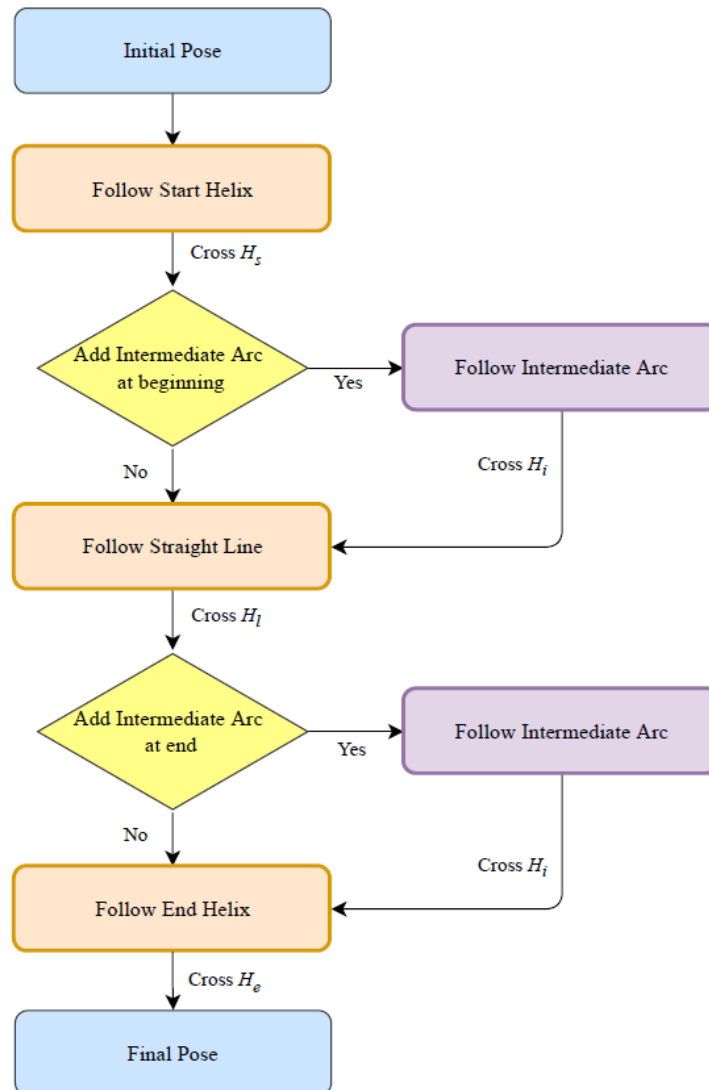 Initial Pose
Follow Start Helix
Cross H_s
Add Intermediate Arc
at beginning
Yes
Follow Intermediate Arc
No
Cross H_i
Follow Straight Line
Cross H_l
Add Intermediate Arc
at end
Yes
Follow Intermediate Arc
No
Cross H_i
Follow End Helix
Cross H_e
Final Pose